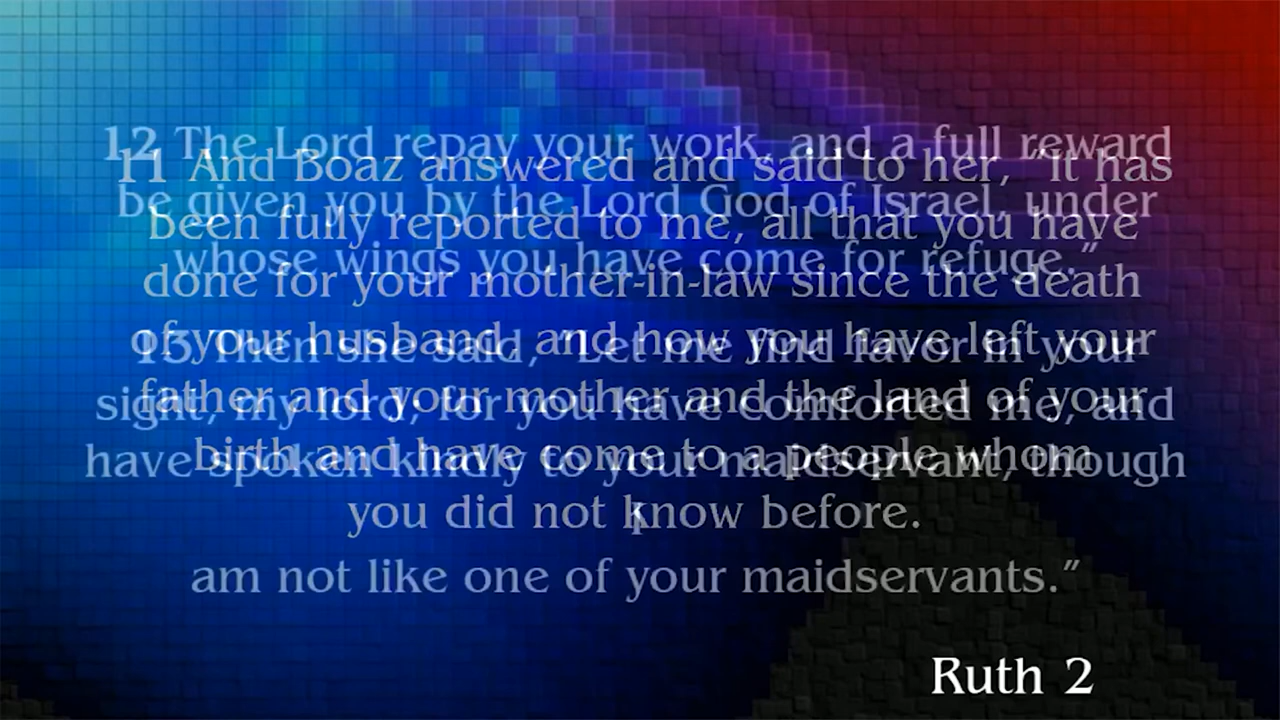 11 And Boaz answered and said to her, “It has
been fully reported to me, all that you have
done for your mother-in-law since the death
of your husband, and how you have left your
father and your mother and the land of your
birth and have come to a people whom
you did not know before.
12 The Lord repay your work, and a full reward
be given you by the Lord God of Israel, under
whose wings you have come for refuge.”
13 Then she said, “Let me find favor in your
sight, my lord; for you have comforted me, and
have spoken kindly to your maidservant, though
I
am not like one of your maidservants.”
Ruth 2